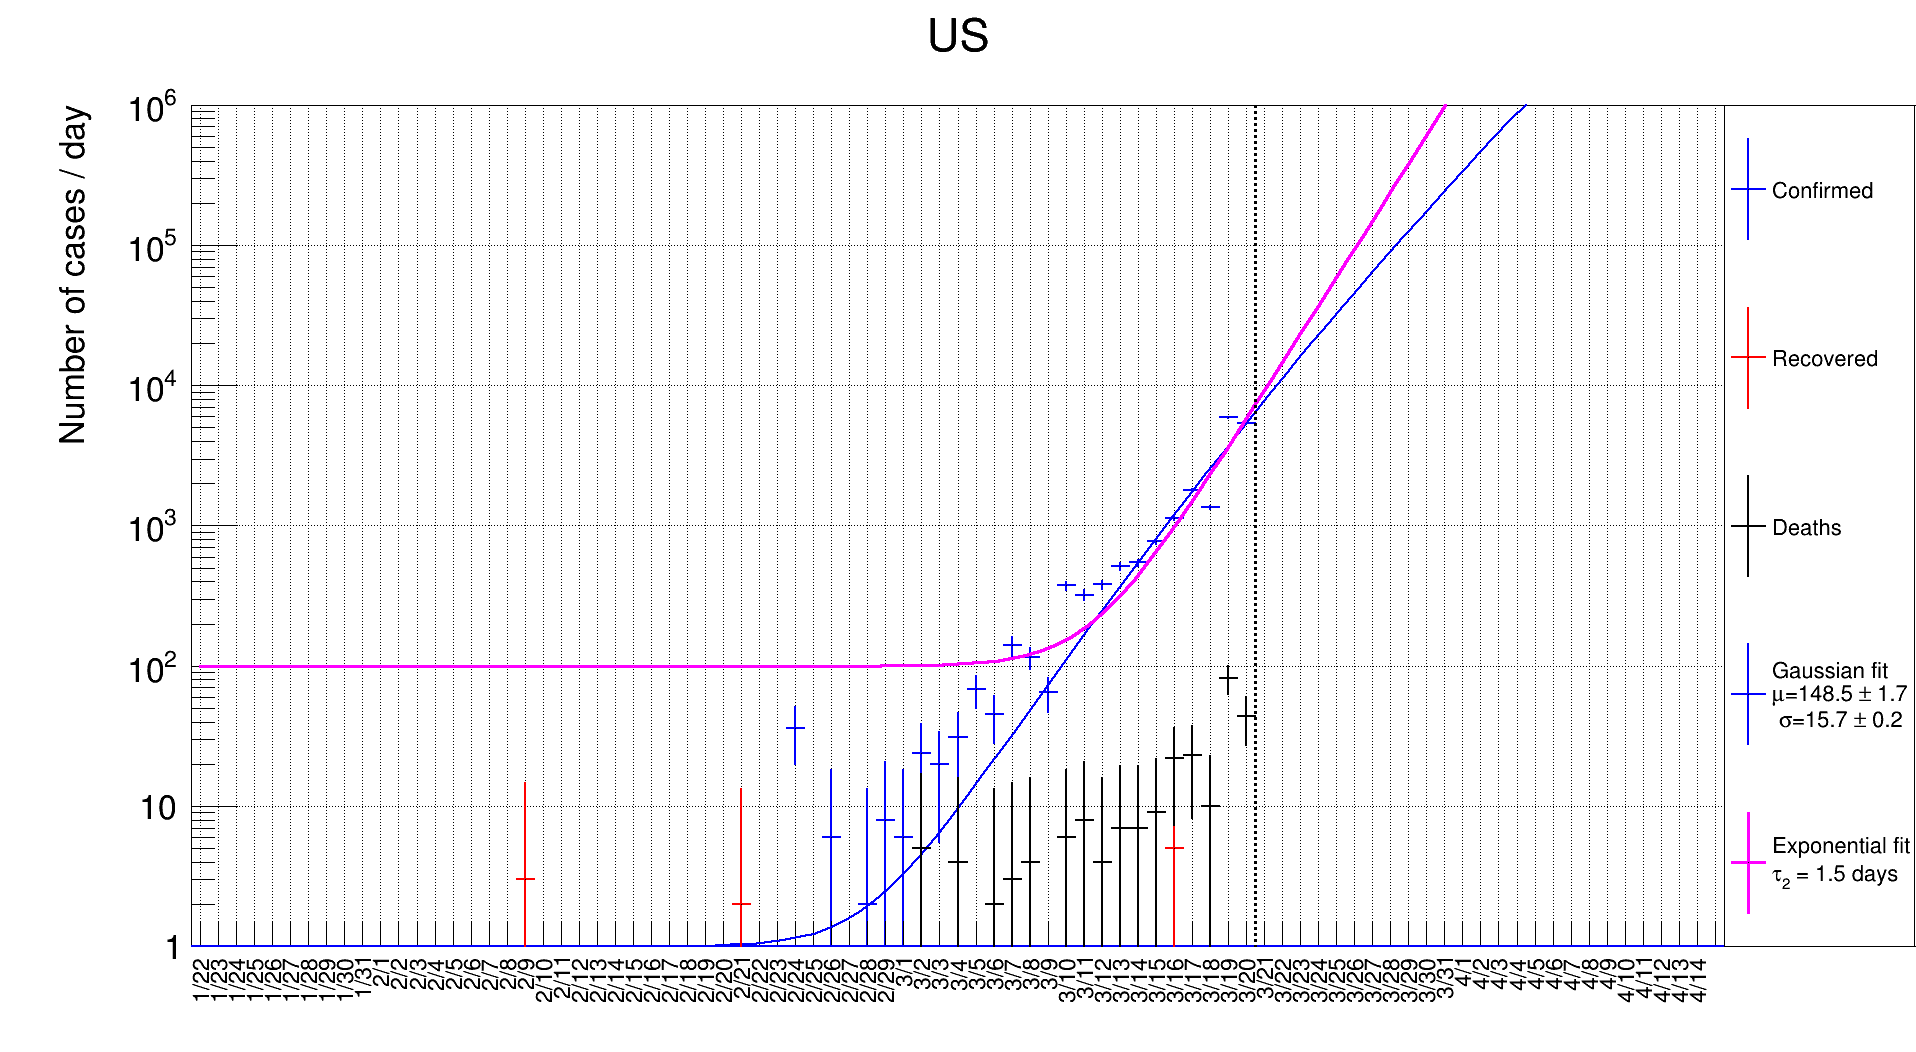 US
Number of cases / day
10^6
10^5
10^4
10^3
10^2
10
1
1/22 1/23 1/24 1/25 1/26 1/27 1/28 1/29 1/30 1/31 2/1 2/2 2/3 2/4 2/5 2/6 2/7 2/8 2/9 2/10 2/11 2/12 2/13 2/14 2/15 2/16 2/17 2/18 2/19 2/20 2/21 2/22 2/23 2/24 2/25 2/26 2/27 2/28 2/29 3/1 3/2 3/3 3/4 3/5 3/6 3/7 3/8 3/9 3/10 3/11 3/12 3/13 3/14 3/15 3/16 3/17 3/18 3/19 3/20 3/21 3/22 3/23 3/24 3/25 3/26 3/27 3/28 3/29 3/30 3/31 4/1 4/2 4/3 4/4 4/5 4/6 4/7 4/8 4/9 4/10 4/11 4/12 4/13 4/14
Confirmed
Recovered
Deaths
Gaussian fit
μ=148.5 ± 1.7
σ=15.7 ± 0.2
Exponential fit
τ₂ = 1.5 days